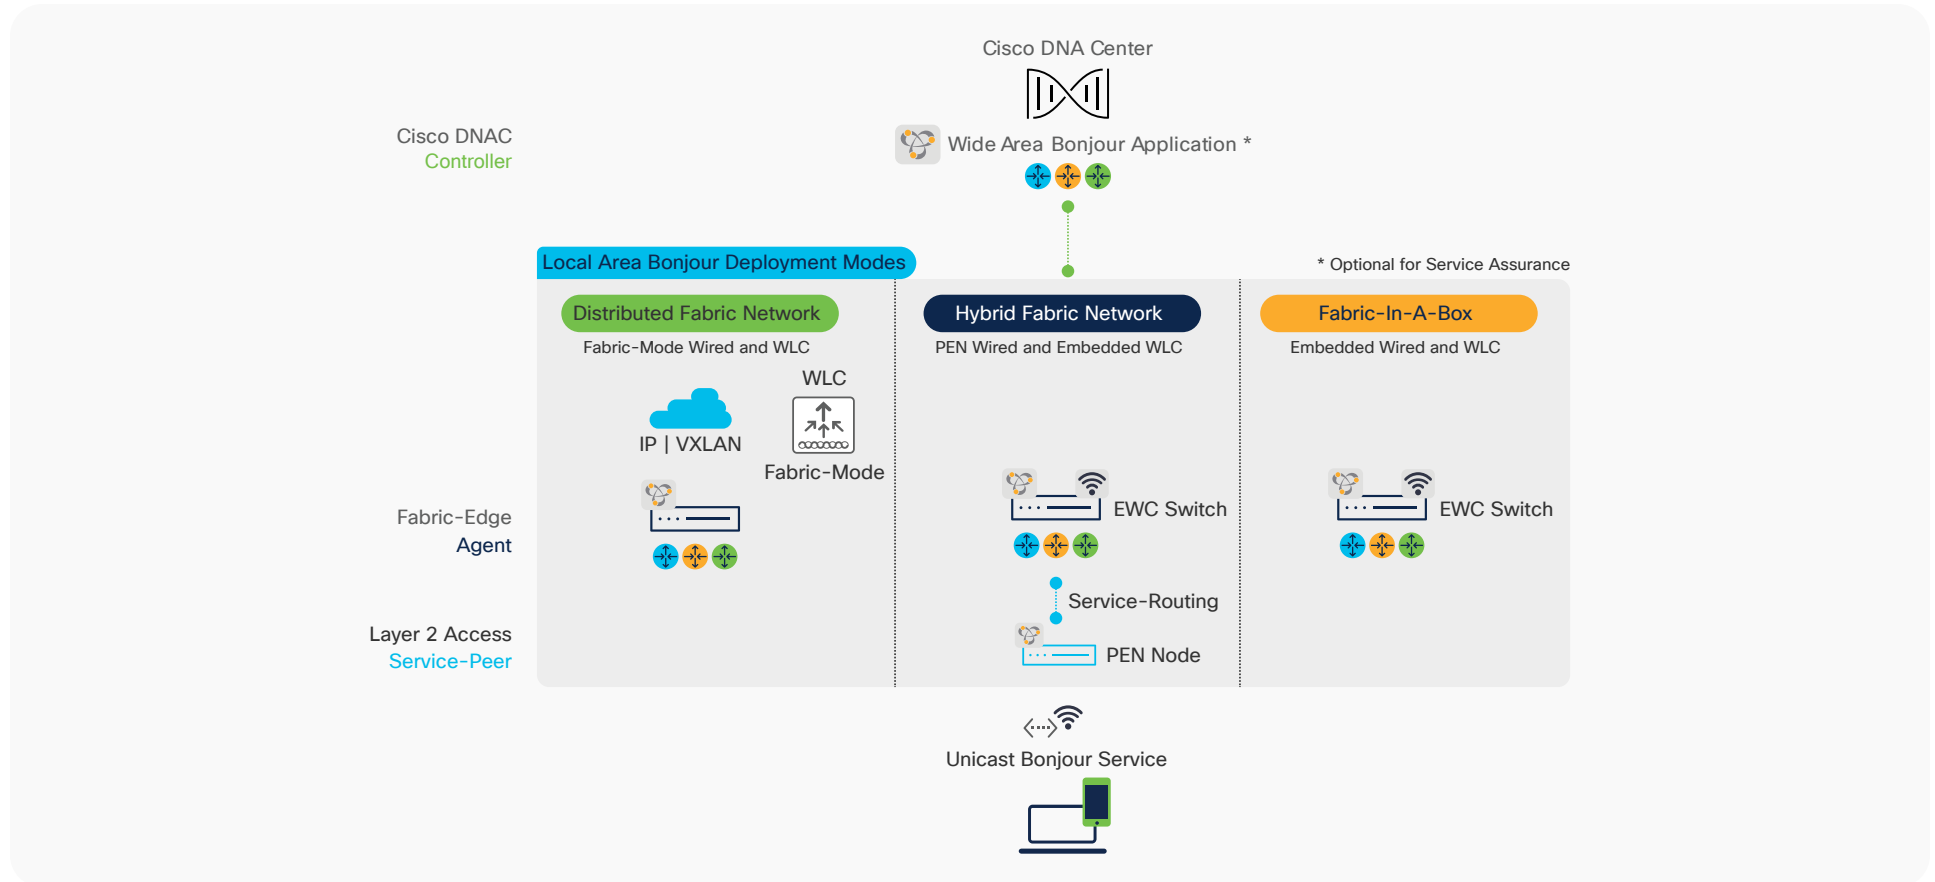 Cisco DNA Center
Cisco DNAC
Controller
Wide Area Bonjour Application *
Local Area Bonjour Deployment Modes
* Optional for Service Assurance
Distributed Fabric Network
Fabric-Mode Wired and WLC
WLC
IP | VXLAN
Fabric-Mode
Hybrid Fabric Network
PEN Wired and Embedded WLC
Fabric-In-A-Box
Embedded Wired and WLC
Fabric-Edge
Agent
EWC Switch
EWC Switch
Service-Routing
Layer 2 Access
Service-Peer
PEN Node
Unicast Bonjour Service